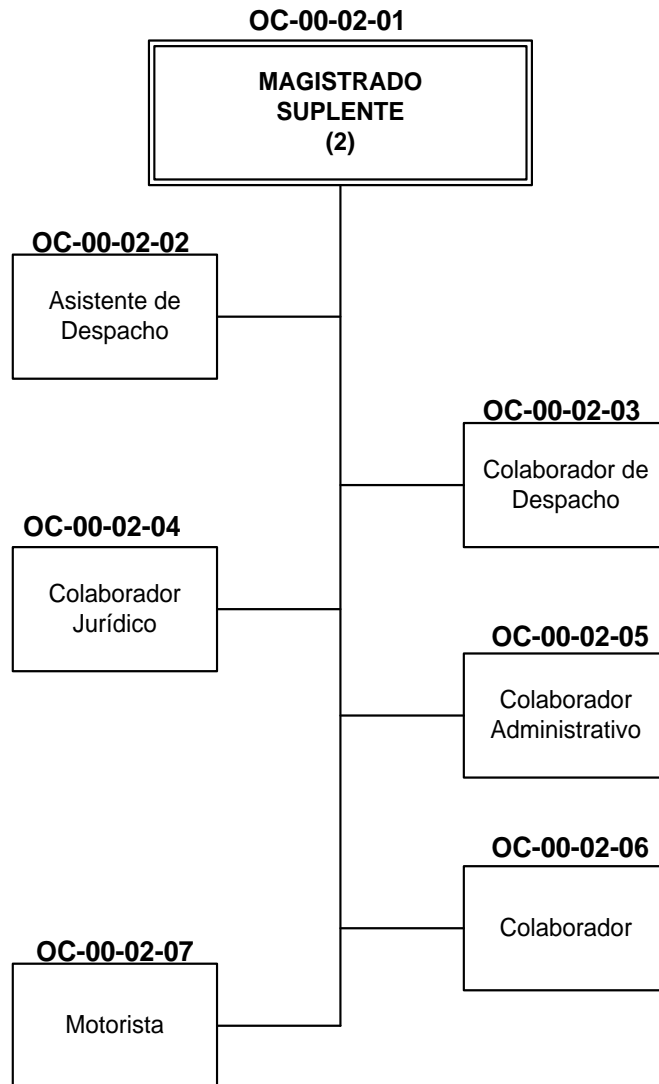 OC-00-02-01
MAGISTRADO
SUPLENTE
(2)
OC-00-02-02
Asistente de
Despacho
OC-00-02-03
Colaborador de
Despacho
OC-00-02-04
Colaborador
Jurídico
OC-00-02-05
Colaborador
Administrativo
OC-00-02-06
Colaborador
OC-00-02-07
Motorista